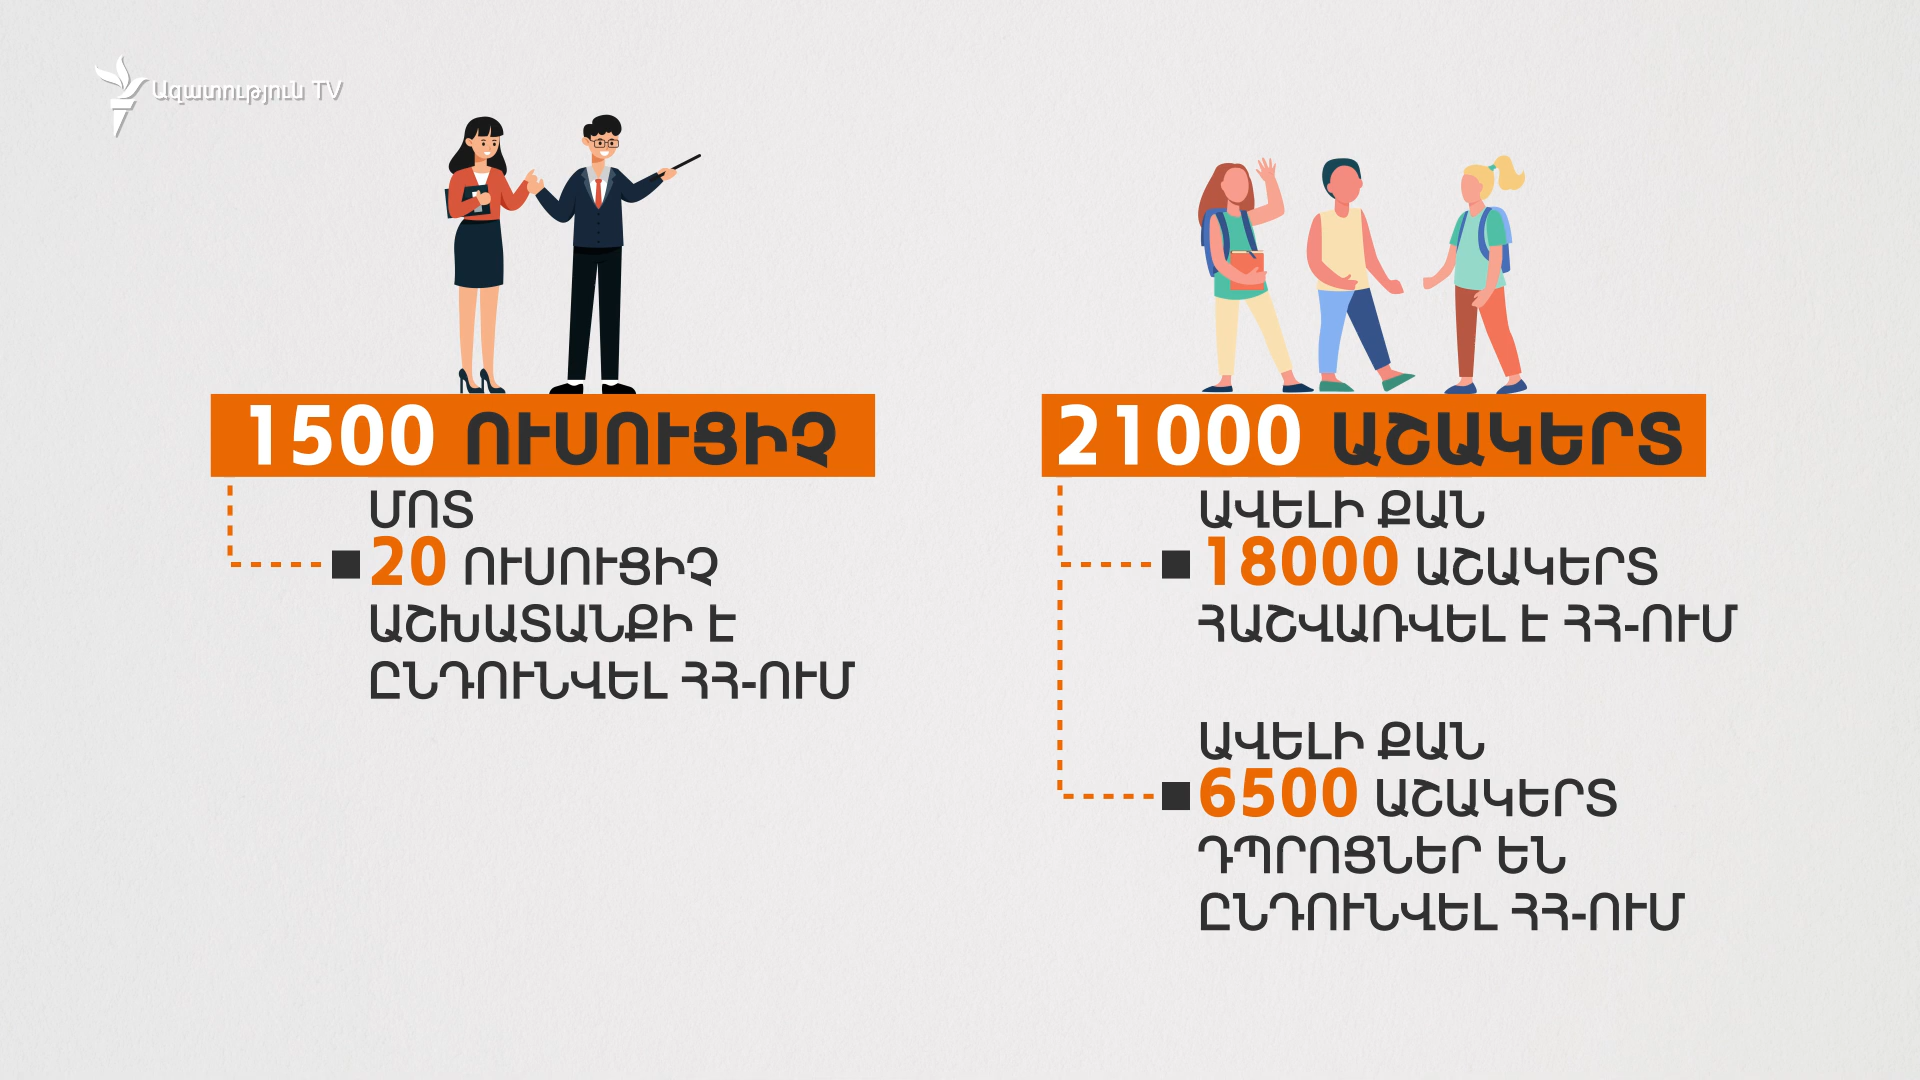 Ազատություն TV
1500 ՈՒՍՈՒՑԻՉ
ՄՈՏ
20 ՈՒՍՈՒՑԻՉ
ԱՇԽԱՏԱՆՔԻ Է
ԸՆԴՈՒՆՎԵԼ ՀՀ-ՈՒՄ
21000 ԱՇԱԿԵՐՏ
ԱՎԵԼԻ ՔԱՆ
18000 ԱՇԱԿԵՐՏ
ՀԱՇՎԱՌՎԵԼ Է ՀՀ-ՈՒՄ
ԱՎԵԼԻ ՔԱՆ
6500 ԱՇԱԿԵՐՏ
ԴՊՐՈՑՆԵՐ ԵՆ
ԸՆԴՈՒՆՎԵԼ ՀՀ-ՈՒՄ